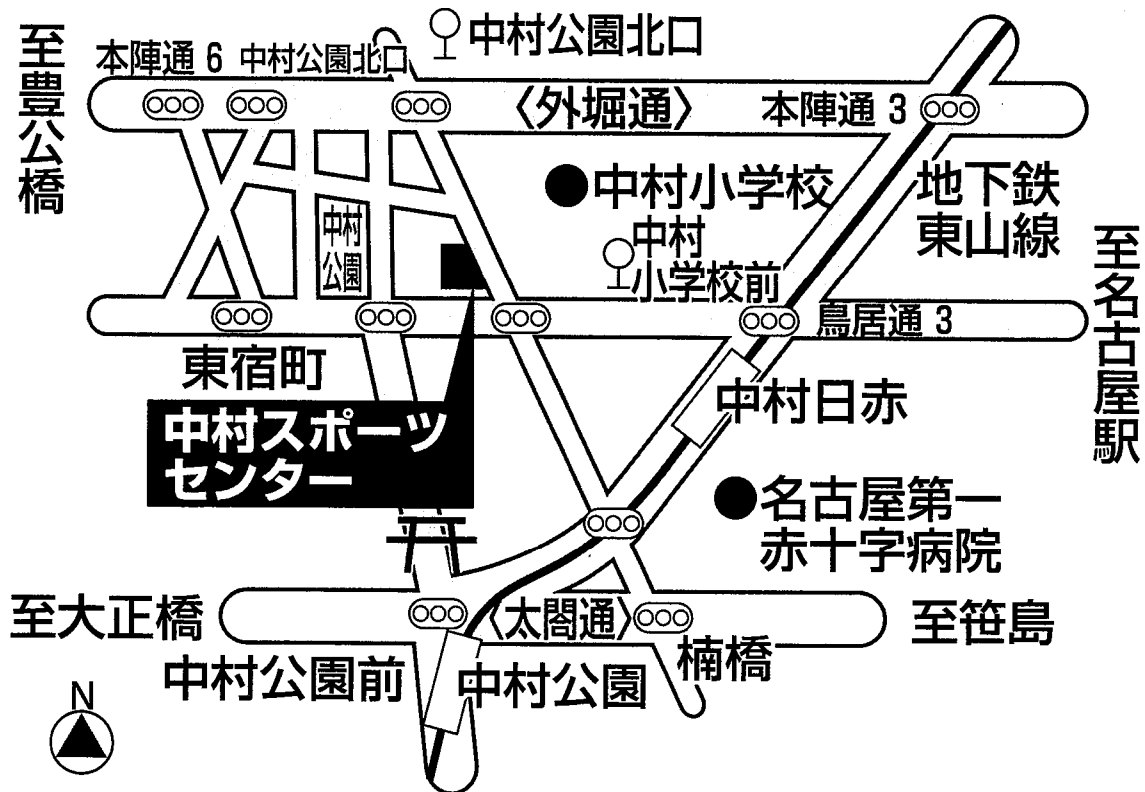 至豊公橋
本陣通 6
中村公園北口
中村公園北口
〈外堀通〉
本陣通 3
中村小学校
地下鉄
東山線
中村
公園
中村
小学校前
至名古屋駅
鳥居通 3
東宿町
中村日赤
中村スポーツ
センター
名古屋第一
赤十字病院
至大正橋
〈太閤通〉
至笹島
楠橋
中村公園前
中村公園
N